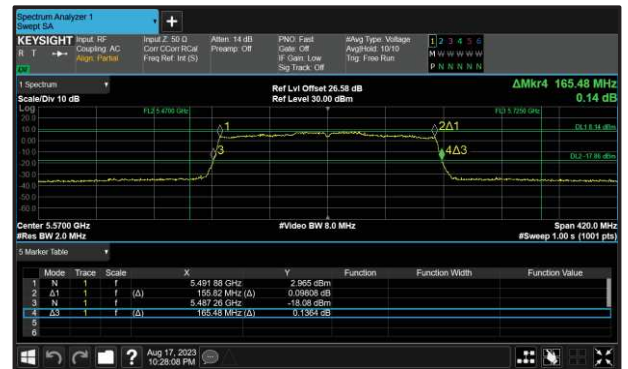 Spectrum Analyzer 1
Swept SA
+
KEYSIGHT Input: RF Input Z: 50 Ω Atten: 14 dB PNO: Fast #Avg Type: Voltage 1 2 3 4 5 6
R T Coupling: AC Corr CCorr RCal Preamp: Off Gate: Off Avg|Hold: 10/10 M W W W W W
Align: Partial Freq Ref: Int (S) IF Gain: Low Trig: Free Run P N N N N N
Sig Track: Off
1 Spectrum
Ref Lvl Offset 26.58 dB ΔMkr4 165.48 MHz
Scale/Div 10 dB Ref Level 30.00 dBm 0.14 dB
Log
20.0
10.0
0.00
-10.0
-20.0
-30.0
-40.0
-50.0
-60.0
FL2 5.4700 GHz
FL3 5.7250 GHz
1
2Δ1
DL1 8.14 dBm
3
4Δ3
DL2 -17.86 dBm
Center 5.5700 GHz #Video BW 8.0 MHz Span 420.0 MHz
#Res BW 2.0 MHz #Sweep 1.00 s (1001 pts)
5 Marker Table
Mode Trace Scale X Y Function Function Width Function Value
1 N 1 f 5.491 88 GHz 2.965 dBm
2 Δ1 1 f (Δ) 155.82 MHz (Δ) 0.09808 dB
3 N 1 f 5.487 26 GHz -18.08 dBm
4 Δ3 1 f (Δ) 165.48 MHz (Δ) 0.1364 dB
5
6
? Aug 17, 2023
10:28:08 PM